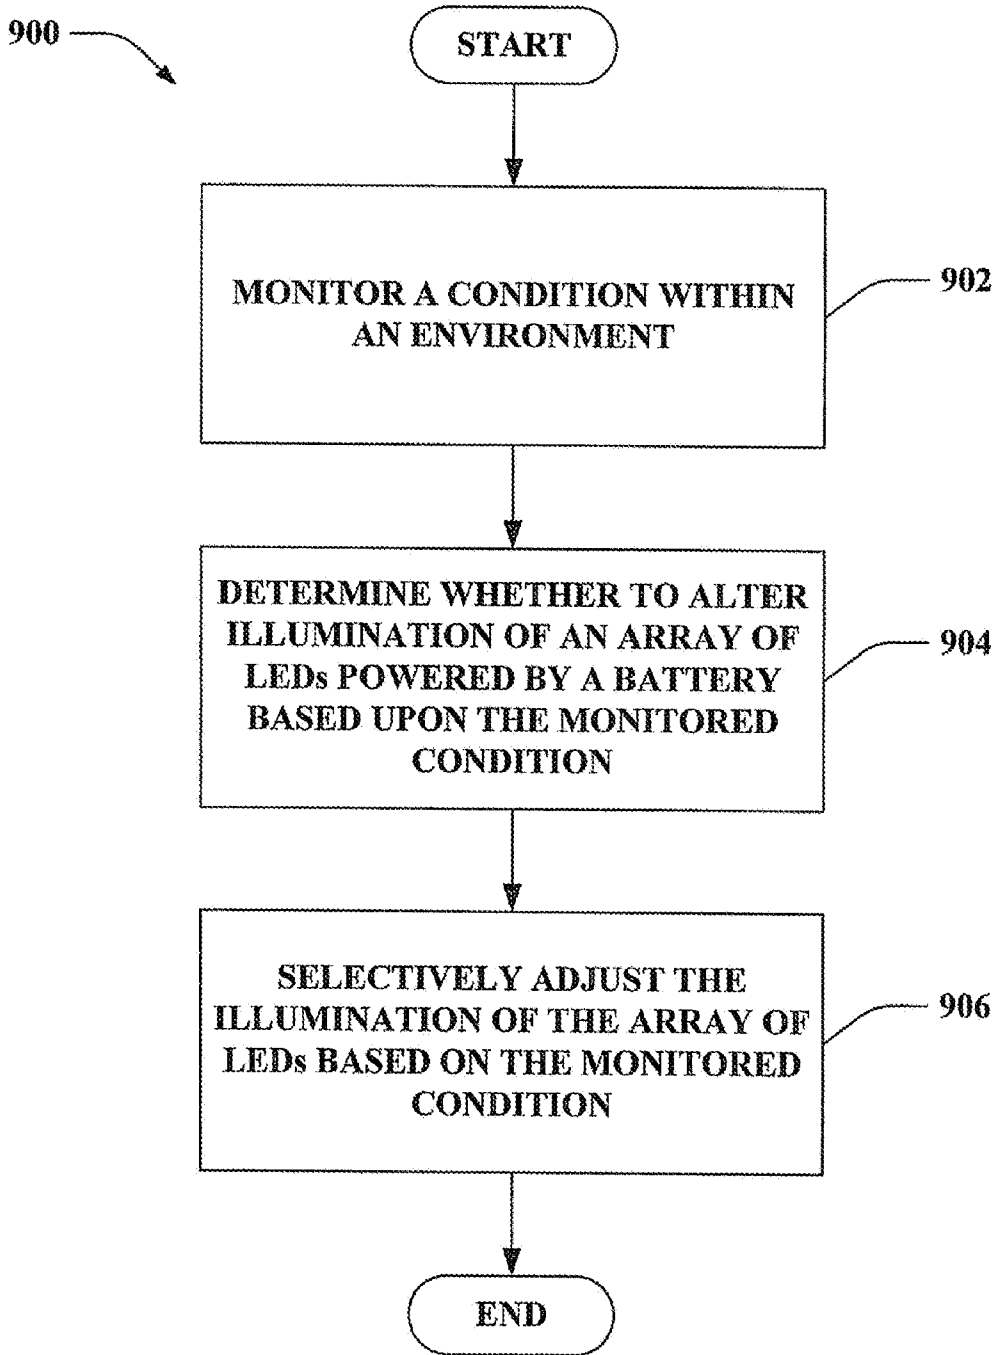 900
START
MONITOR A CONDITION WITHIN
AN ENVIRONMENT
902
DETERMINE WHETHER TO ALTER
ILLUMINATION OF AN ARRAY OF
LEDs POWERED BY A BATTERY
BASED UPON THE MONITORED
CONDITION
904
SELECTIVELY ADJUST THE
ILLUMINATION OF THE ARRAY OF
LEDs BASED ON THE MONITORED
CONDITION
906
END